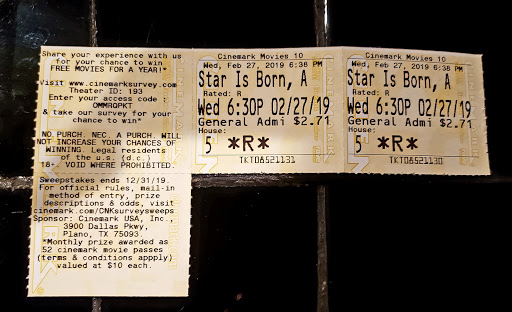 Share your experience with us
for your chance to win
FREE MOVIES FOR A YEAR!*
Visit www.cinemarksurvey.com
Theater ID: 193
Enter your access code :
OMMRQPKT
& take our survey for your
chance to win*
NO PURCH. NEC. A PURCH. WILL
NOT INCREASE YOUR CHANCES OF
WINNING. Legal residents
of the u.s. (d.c.)
18+. VOID WHERE PROHIBITED.
Sweepstakes ends 12/31/19.
For official rules, mail-in
method of entry, prize
descriptions & odds, visit
cinemark.com/CNKsurveysweeps
Sponsor: Cinemark USA, Inc.,
3900 Dallas Pkwy,
Plano, TX 75093.
*Monthly prize awarded as
52 cinemark movie passes
(terms & conditions appply)
valued at $10 each.
Cinemark Movies 10
Wed, Feb 27, 2019 6:38 PM
Star Is Born, A
Rated: R
Wed 6:30P 02/27/19
General Admi $2.71
House:
5 *R*
TKT08521131
Cinemark Movies 10
Wed, Feb 27, 2019 6:38 PM
Star Is Born, A
Rated: R
Wed 6:30P 02/27/19
General Admi $2.71
House:
5 *R*
TKT08521130